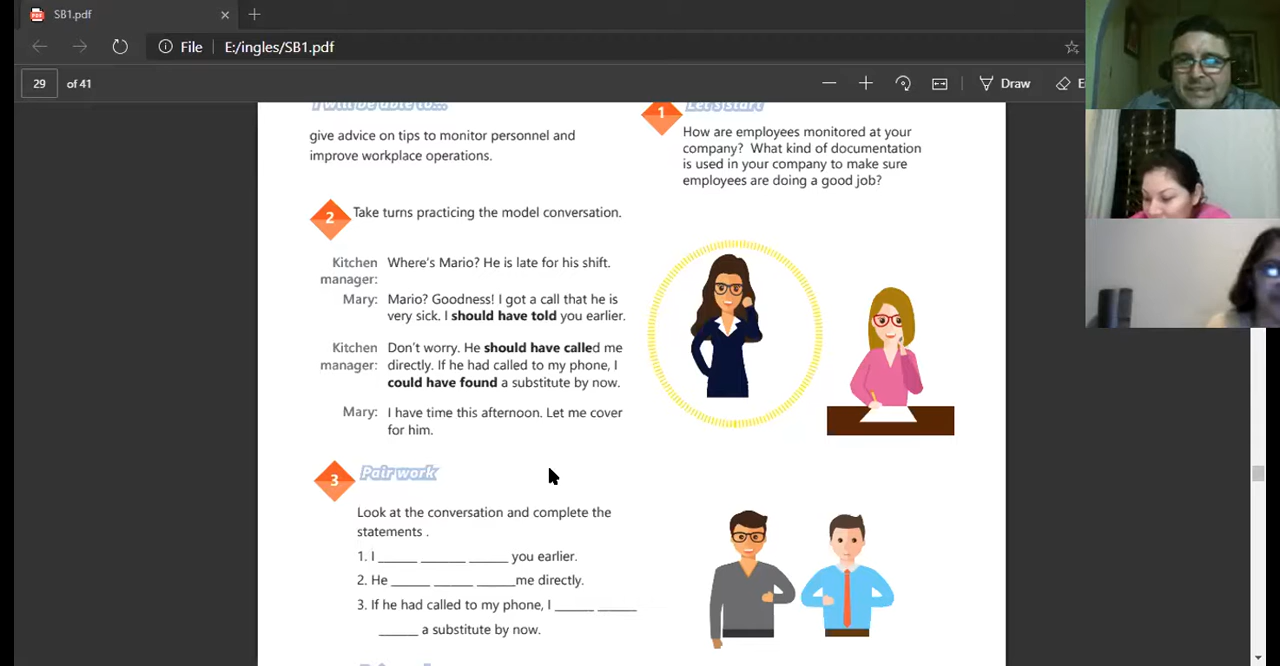 SB1.pdf
File E:/ingles/SB1.pdf
29 of 41
Draw
I will be able to...
give advice on tips to monitor personnel and
improve workplace operations.
1 Let's start
How are employees monitored at your
company? What kind of documentation
is used in your company to make sure
employees are doing a good job?
2 Take turns practicing the model conversation.
Kitchen manager: Where's Mario? He is late for his shift.
Mary: Mario? Goodness! I got a call that he is
very sick. I should have told you earlier.
Kitchen manager: Don't worry. He should have called me
directly. If he had called to my phone, I
could have found a substitute by now.
Mary: I have time this afternoon. Let me cover
for him.
3 Pair work
Look at the conversation and complete the
statements .
1. I ______ ______ ______ you earlier.
2. He ______ ______ ______me directly.
3. If he had called to my phone, I ______ ______
______ a substitute by now.